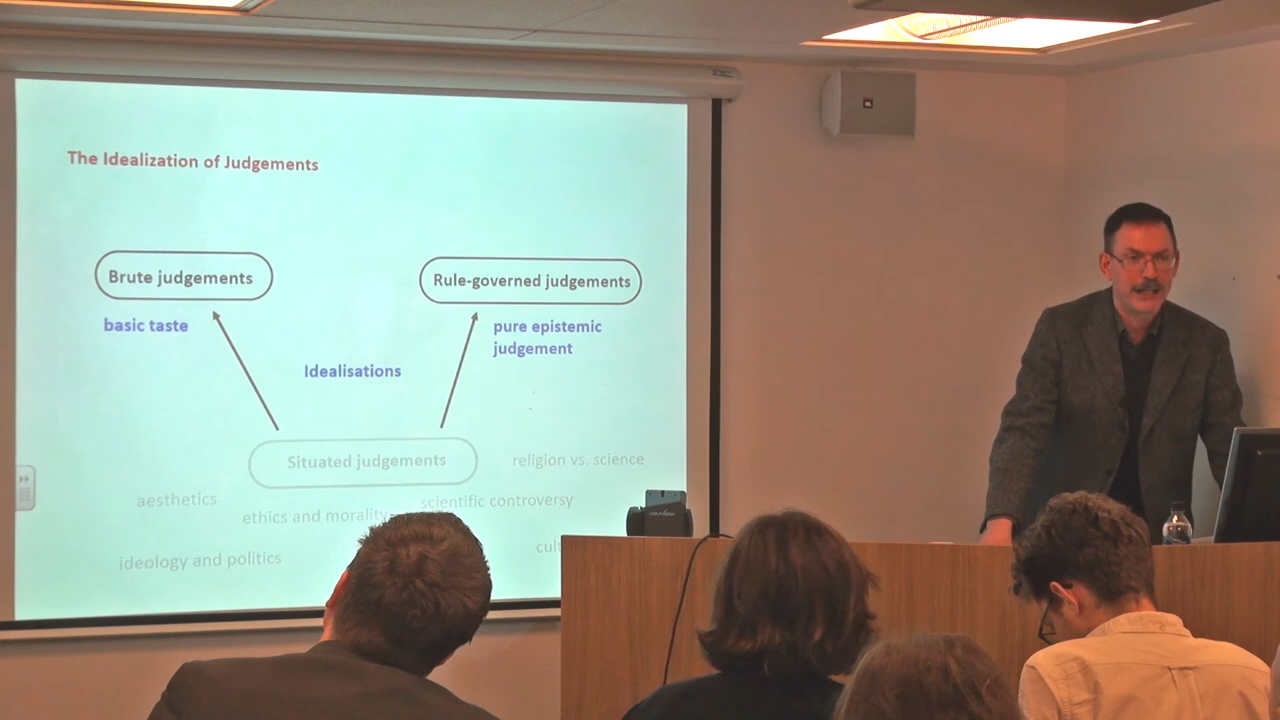 The Idealization of Judgements
Brute judgements
Rule-governed judgements
basic taste
pure epistemic
judgement
Idealisations
Situated judgements
religion vs. science
aesthetics
scientific controversy
ethics and morality
ideology and politics